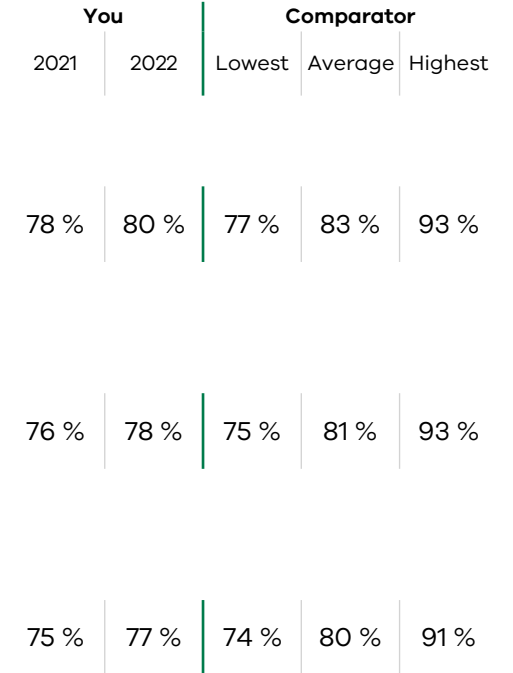 You Comparator
2021 2022 Lowest Average Highest
78 % 80 % 77 % 83 % 93 %
76 % 78 % 75 % 81 % 93 %
75 % 77 % 74 % 80 % 91 %